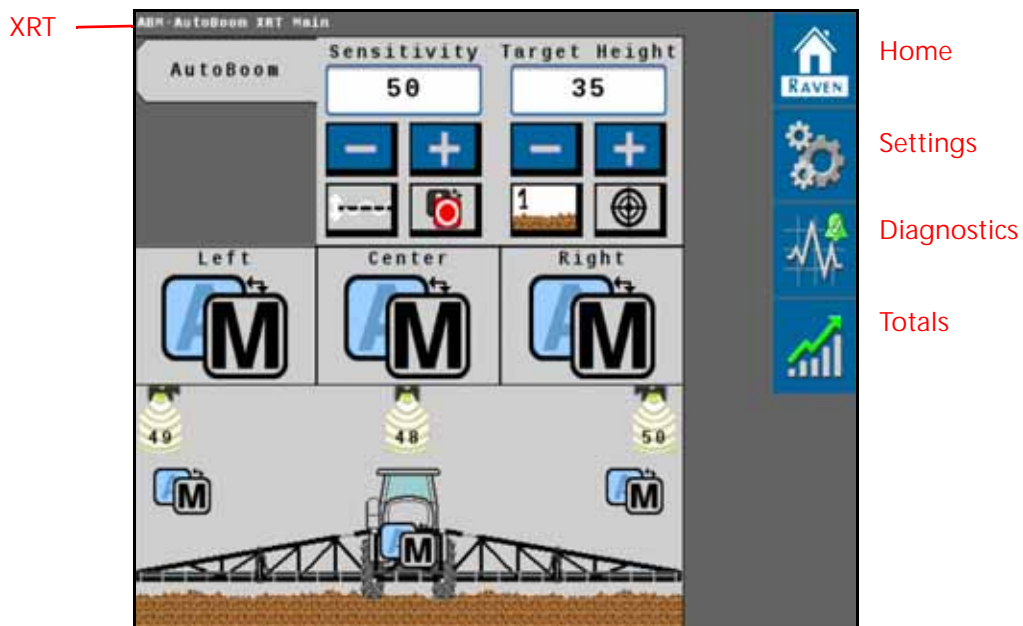 XRT
ABM-AutoBoom XRT Main
AutoBoom
Sensitivity
Target Height
50
35
1
RAVEN
Home
Settings
Diagnostics
Totals
Left
Center
Right
A M
A M
A M
49
48
50
A M
A M
A M